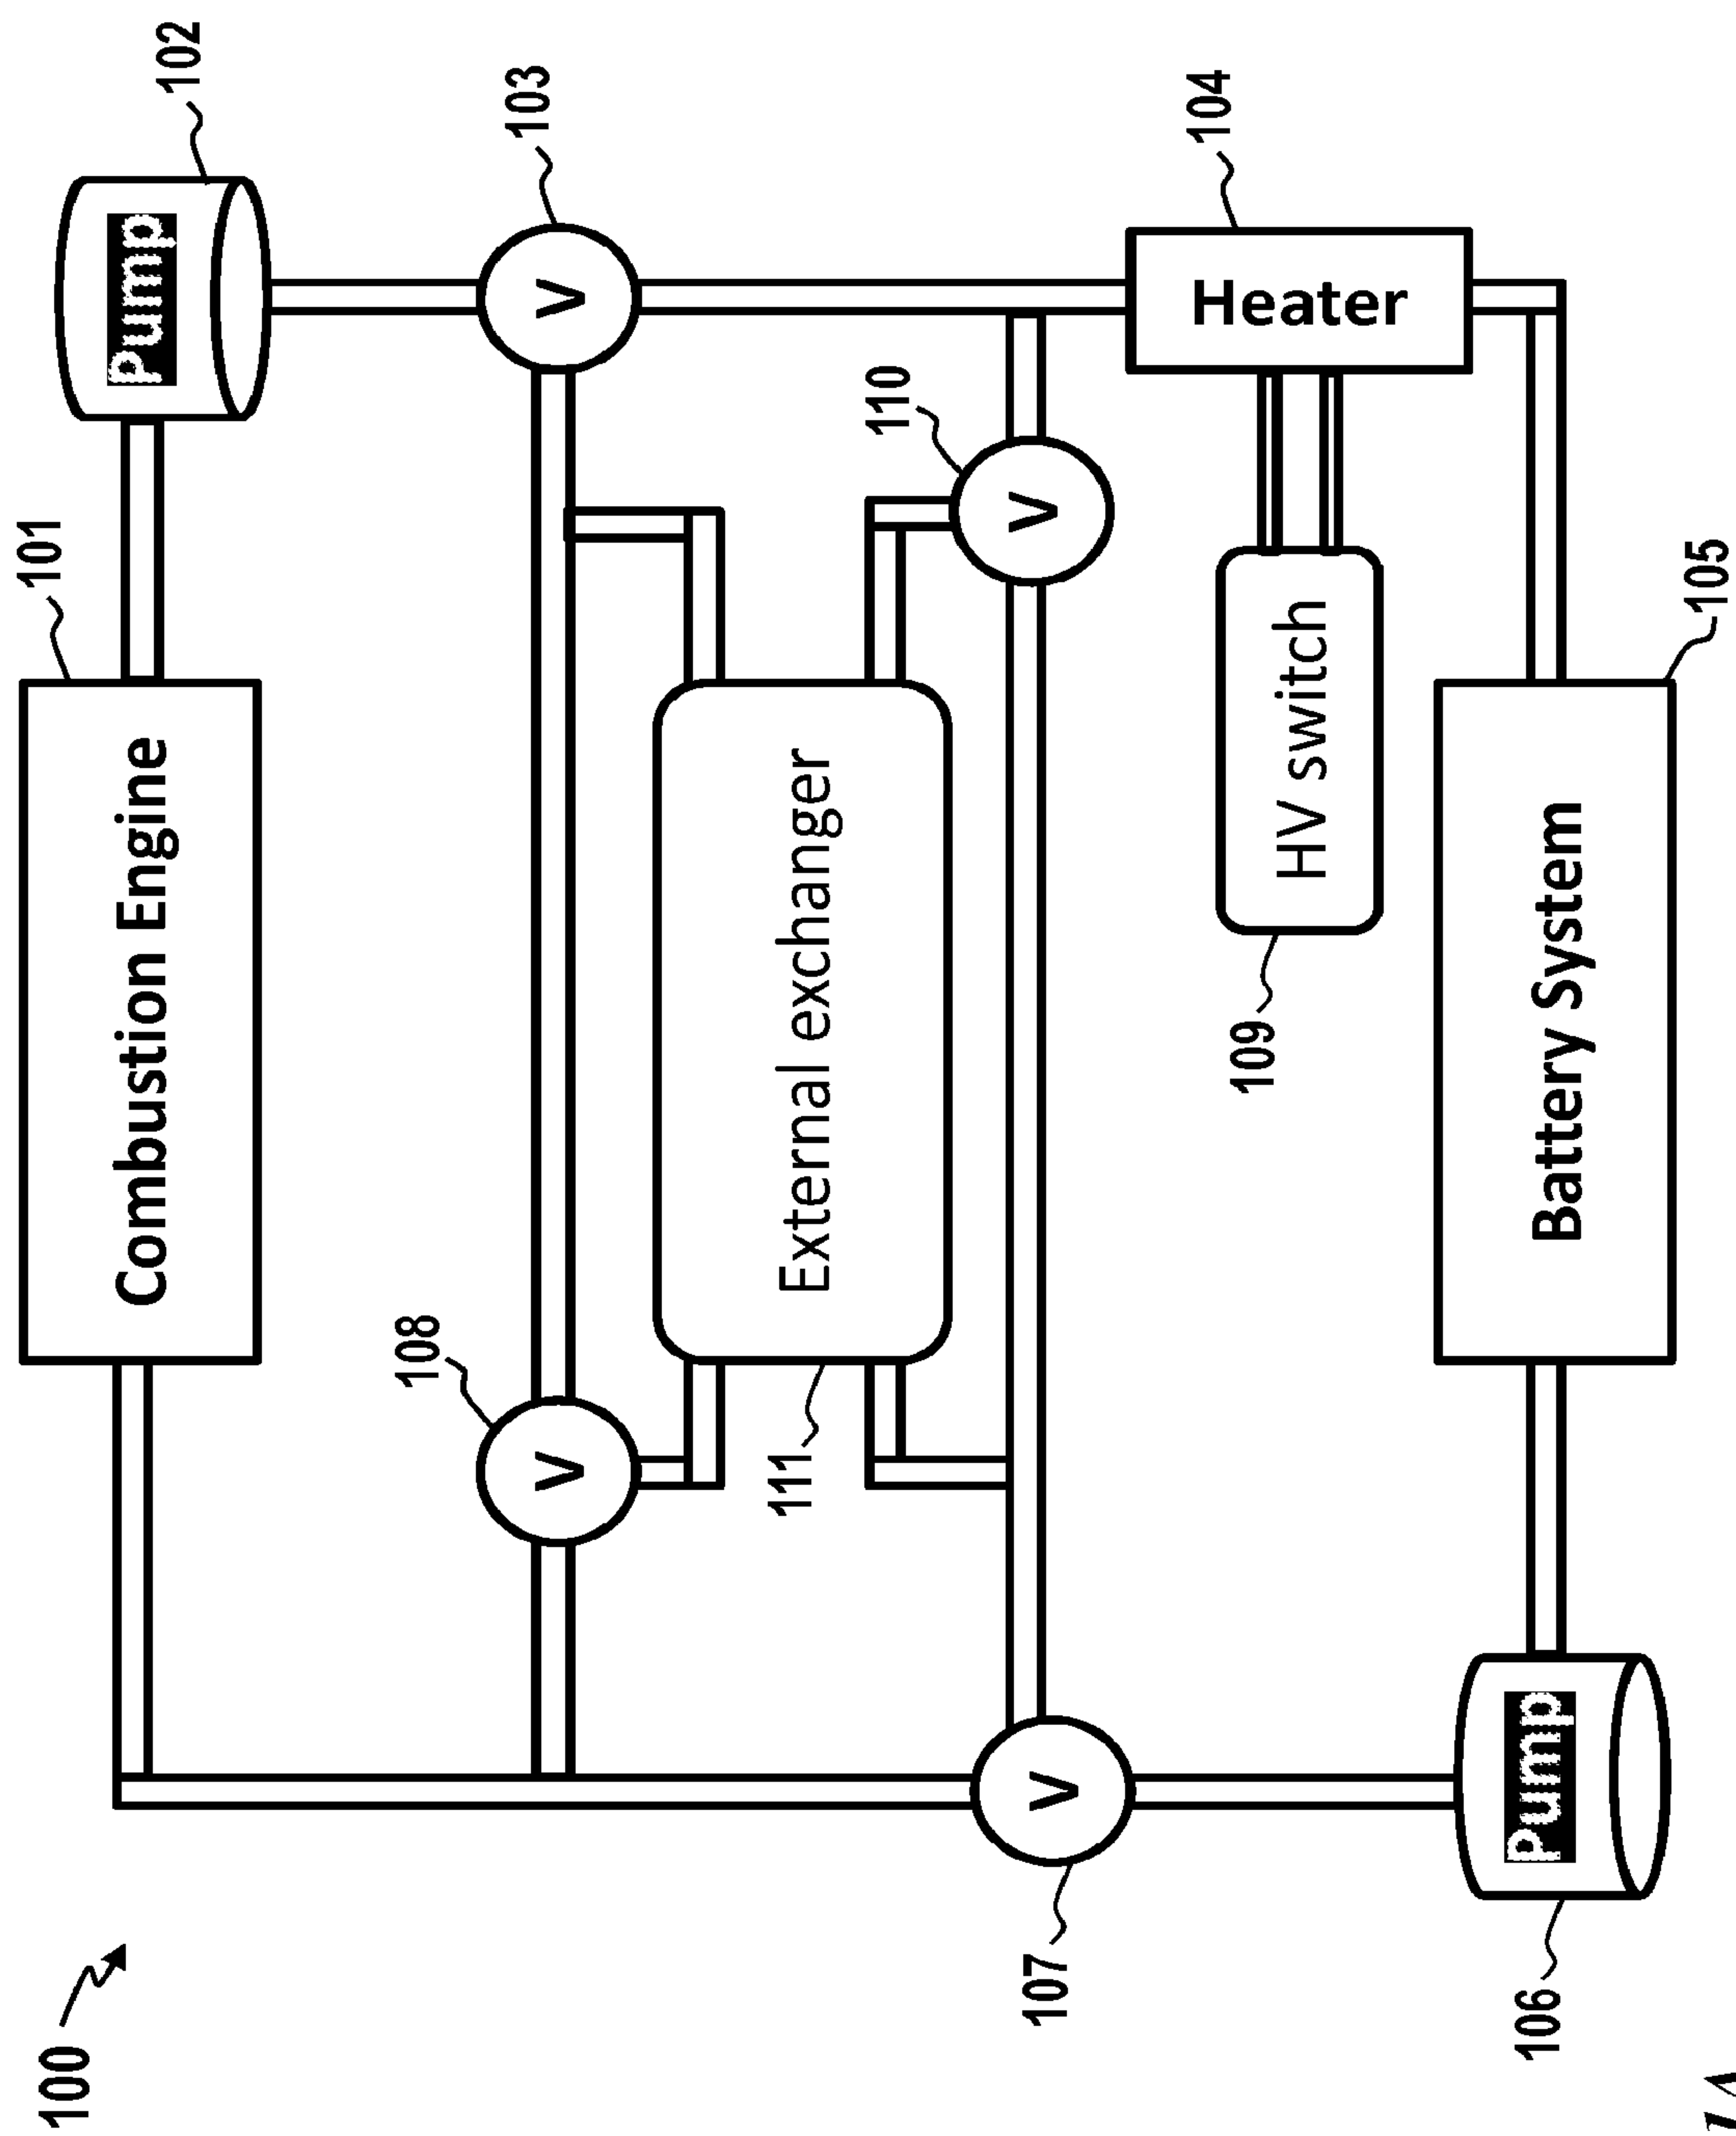 100
101
102
Combustion Engine
Pump
108
103
V
V
111
External exchanger
110
107
V
V
104
109
HV switch
Heater
106
Pump
Battery System
105